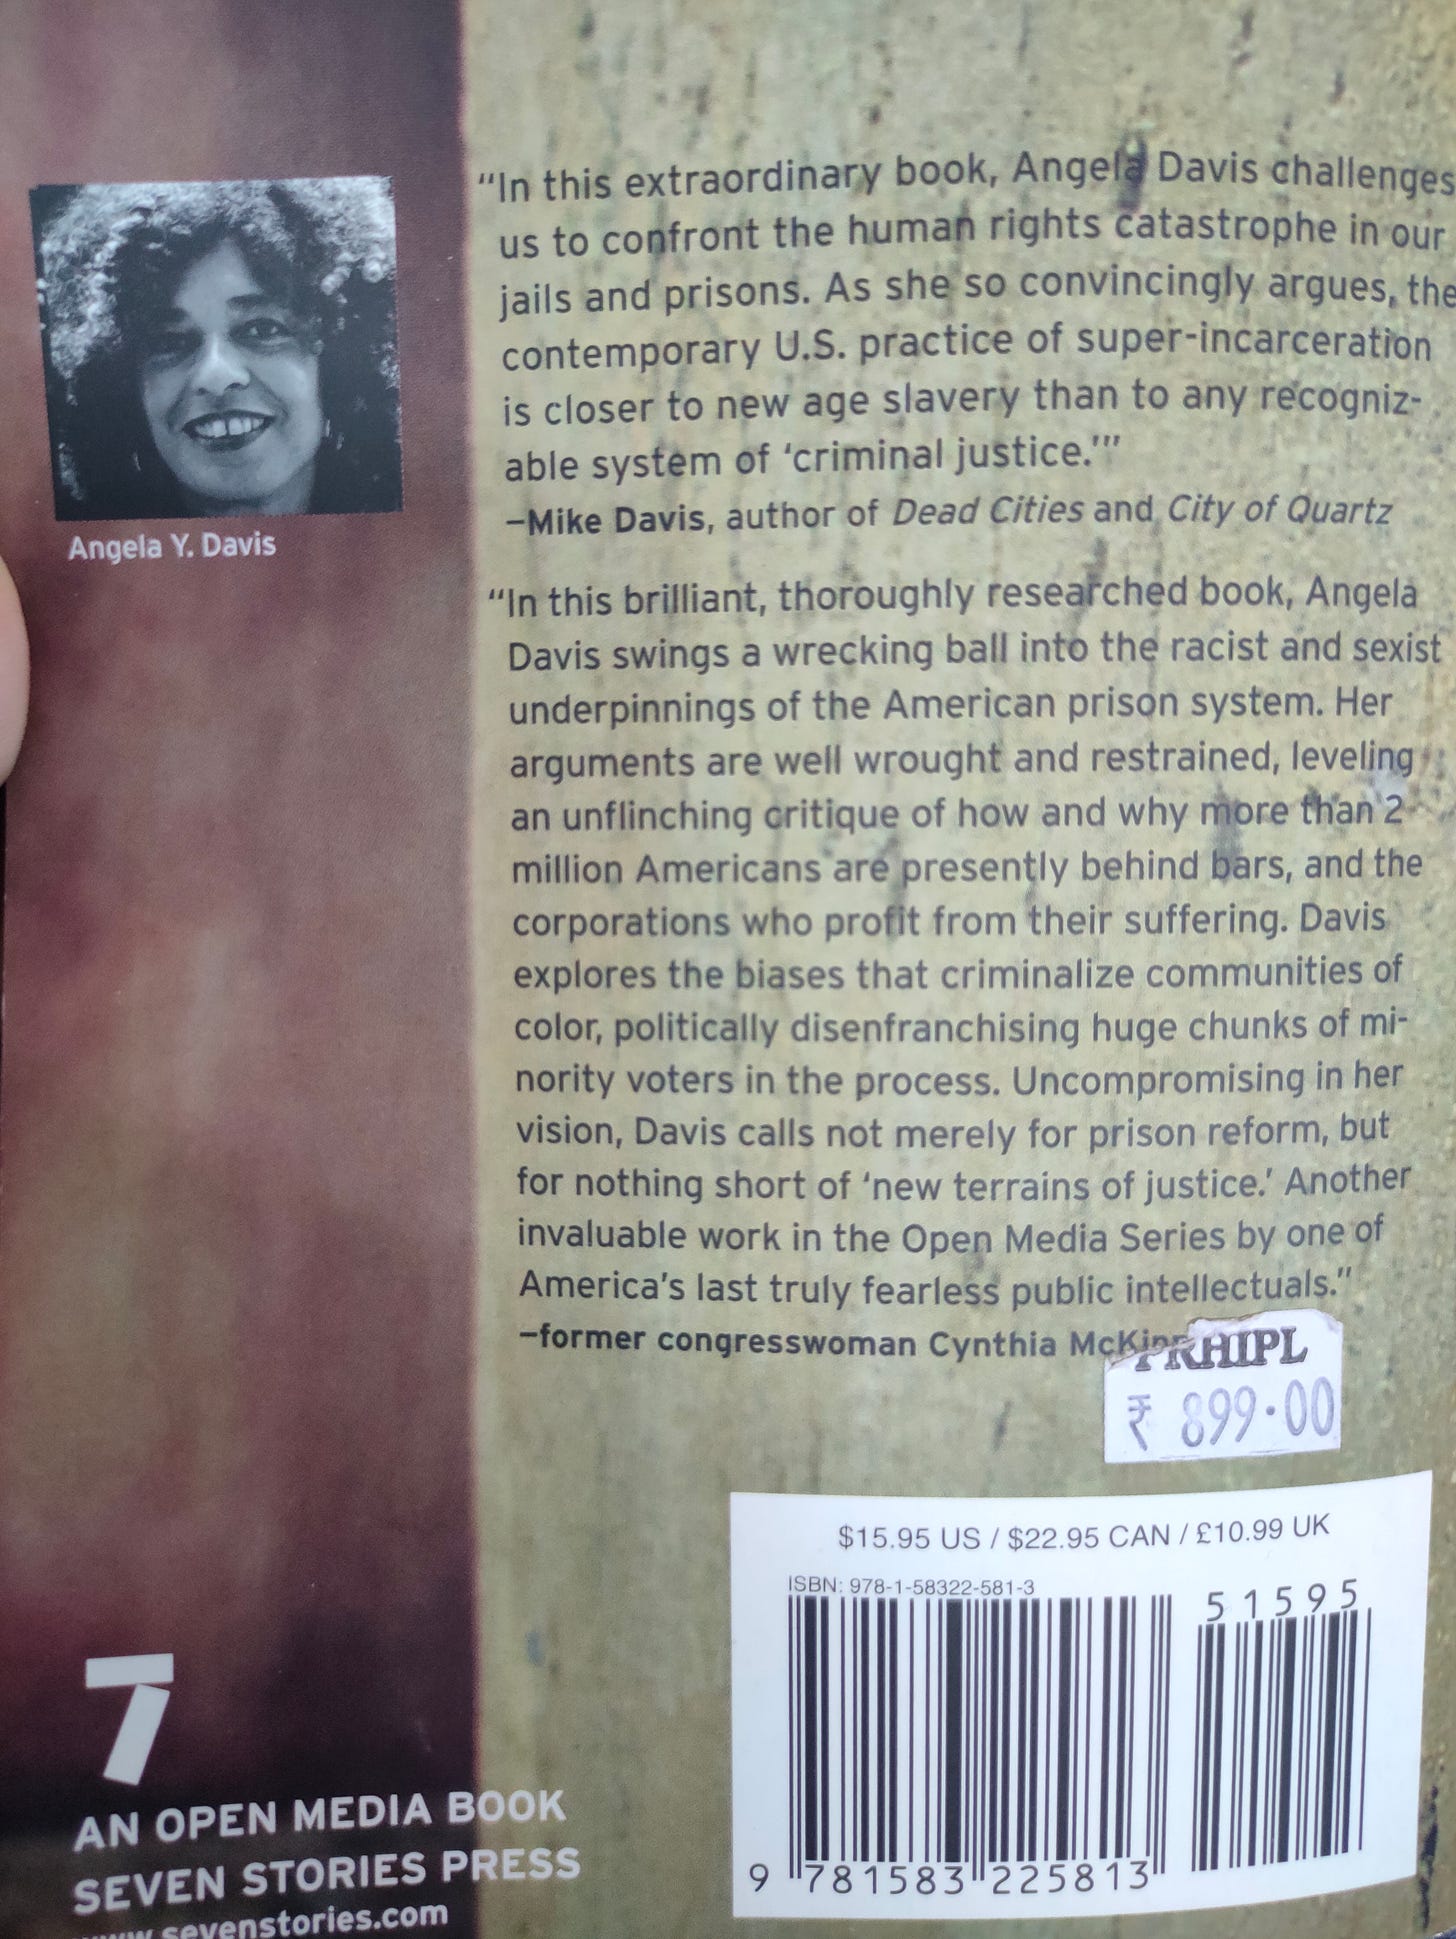 Angela Y. Davis
“In this extraordinary book, Angela Davis challenges
us to confront the human rights catastrophe in our
jails and prisons. As she so convincingly argues, the
contemporary U.S. practice of super-incarceration
is closer to new age slavery than to any recogniz-
able system of ‘criminal justice.’”
–Mike Davis, author of Dead Cities and City of Quartz
“In this brilliant, thoroughly researched book, Angela
Davis swings a wrecking ball into the racist and sexist
underpinnings of the American prison system. Her
arguments are well wrought and restrained, leveling
an unflinching critique of how and why more than 2
million Americans are presently behind bars, and the
corporations who profit from their suffering. Davis
explores the biases that criminalize communities of
color, politically disenfranchising huge chunks of mi-
nority voters in the process. Uncompromising in her
vision, Davis calls not merely for prison reform, but
for nothing short of ‘new terrains of justice.’ Another
invaluable work in the Open Media Series by one of
America’s last truly fearless public intellectuals.”
–former congresswoman Cynthia
PRHIPL
₹ 899.00
$15.95 US / $22.95 CAN / £10.99 UK
ISBN: 978-1-58322-581-3
51595
9 781583 225813
7
AN OPEN MEDIA BOOK
SEVEN STORIES PRESS
www.sevenstories.com